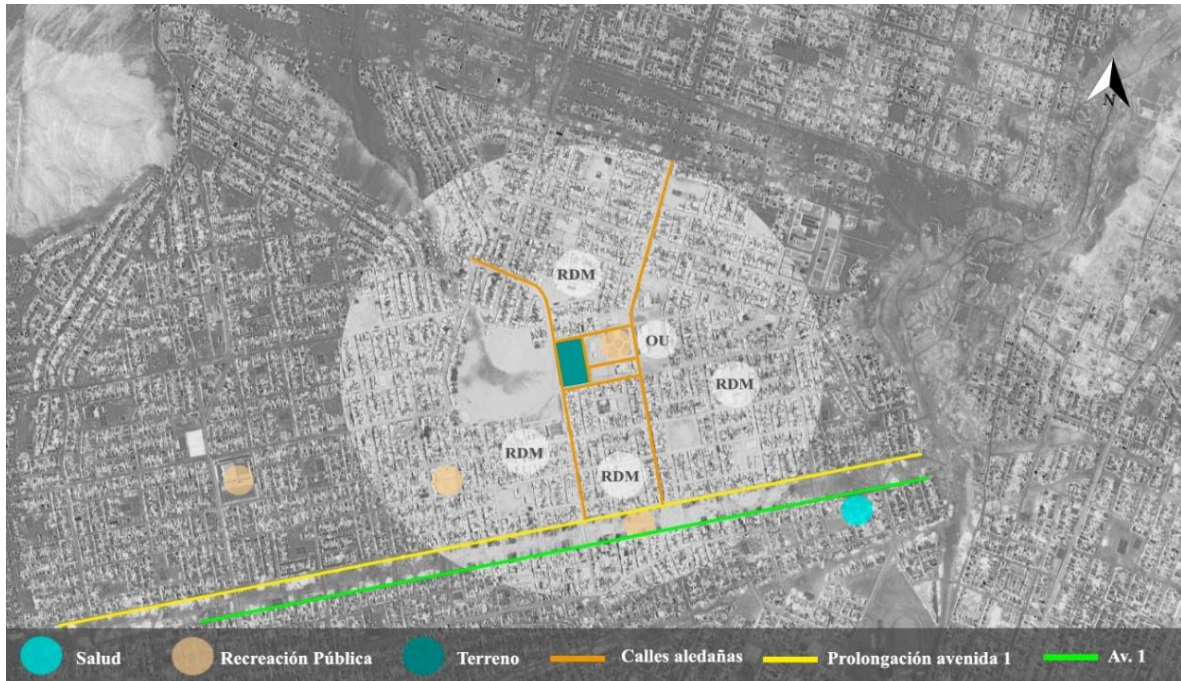 N
RDM
OU
RDM
RDM
RDM
Salud
Recreación Pública
Terreno
Calles aledañas
Prolongación avenida 1
Av. 1